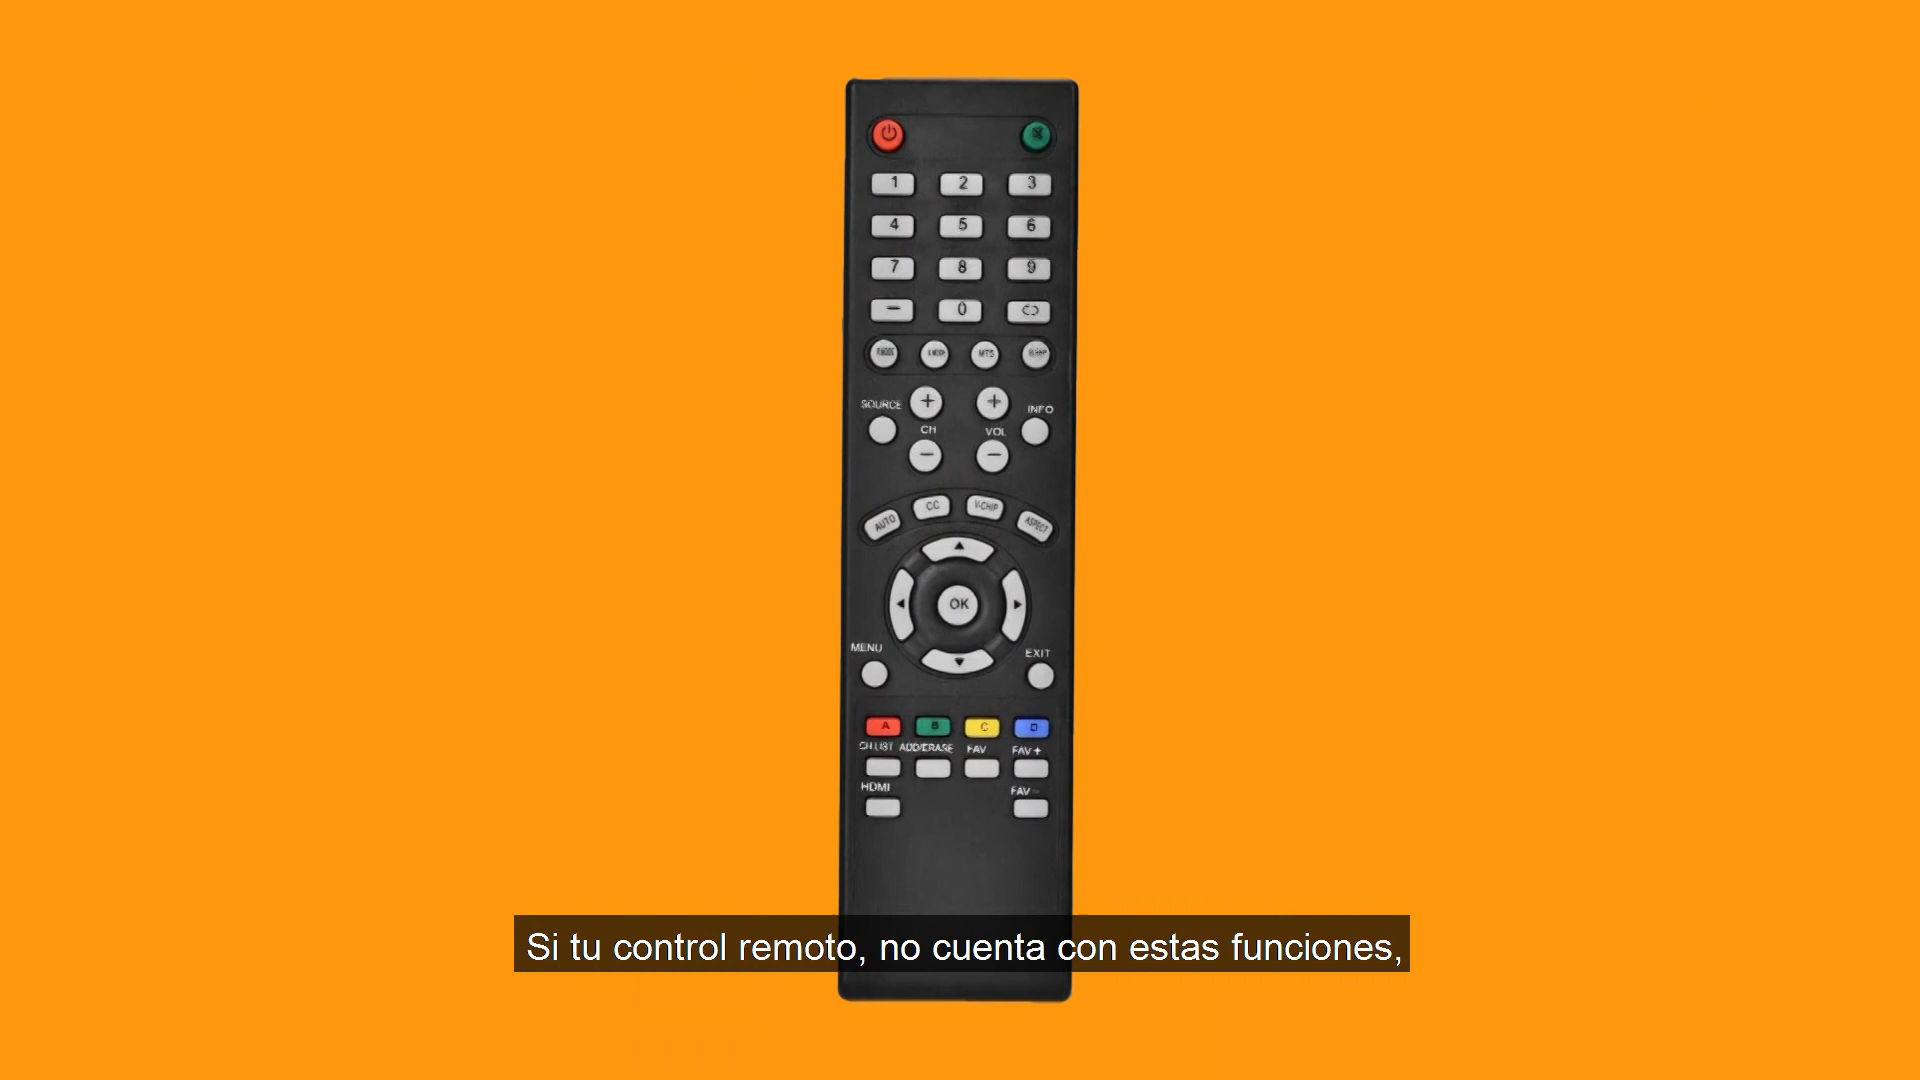 1 2 3
4 5 6
7 8 9
0
MTS SLEEP
SOURCE + + INFO
CH VOL
AUTO CC V-CHIP ASPECT
OK
MENU EXIT
A B C D
CH LIST ADD/ERASE FAV FAV+
HDMI FAV-
Si tu control remoto, no cuenta con estas funciones,